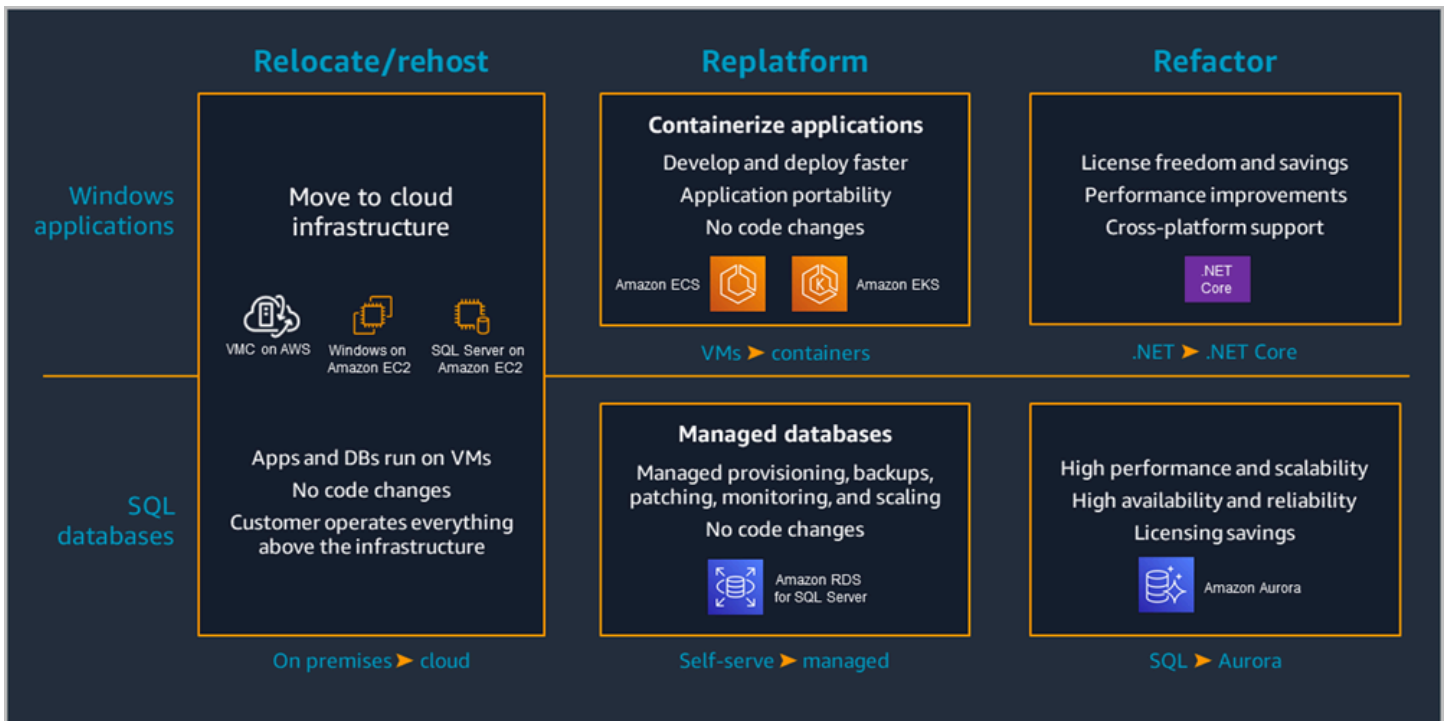 Relocate/rehost
Replatform
Refactor
Windows
applications
Move to cloud
infrastructure
VMC on AWS
Windows on
Amazon EC2
SQL Server on
Amazon EC2
Containerize applications
Develop and deploy faster
Application portability
No code changes
Amazon ECS
Amazon EKS
VMs ➤ containers
License freedom and savings
Performance improvements
Cross-platform support
.NET
Core
.NET ➤ .NET Core
SQL
databases
Apps and DBs run on VMs
No code changes
Customer operates everything
above the infrastructure
On premises ➤ cloud
Managed databases
Managed provisioning, backups,
patching, monitoring, and scaling
No code changes
Amazon RDS
for SQL Server
Self-serve ➤ managed
High performance and scalability
High availability and reliability
Licensing savings
Amazon Aurora
SQL ➤ Aurora